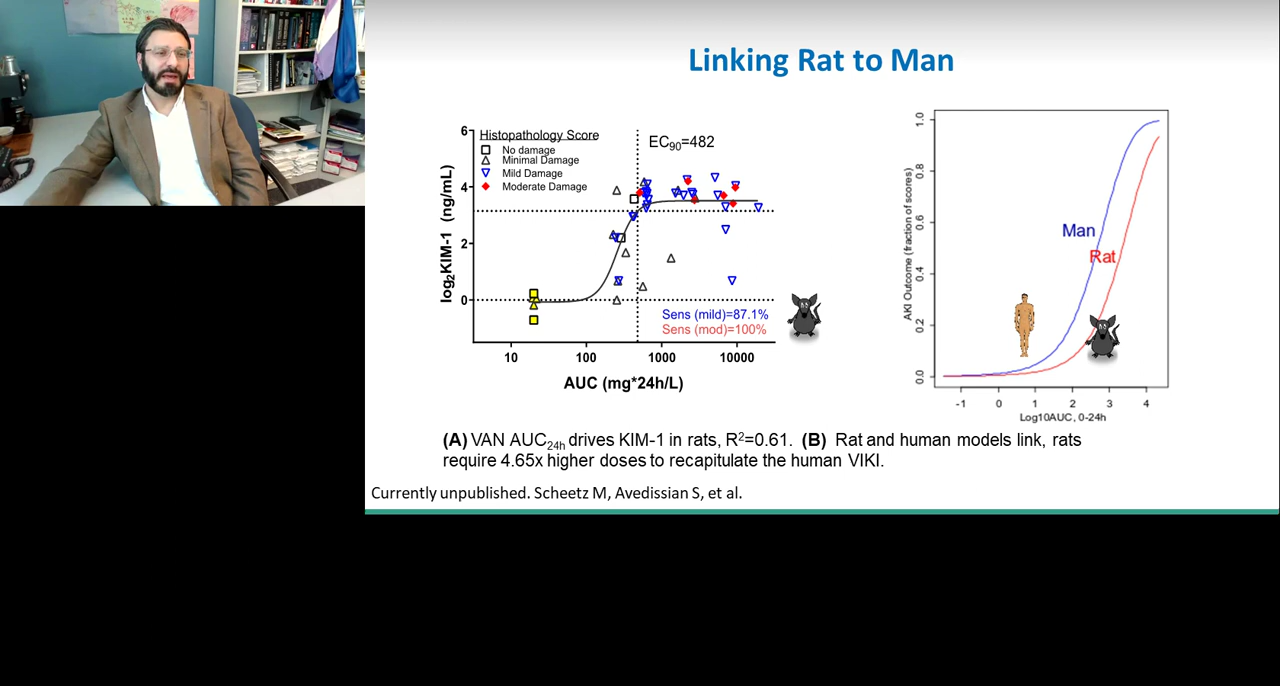 Linking Rat to Man
6
4
2
0
log2KIM-1 (ng/mL)
Histopathology Score
No damage
Minimal Damage
Mild Damage
Moderate Damage
EC90=482
Sens (mild)=87.1%
Sens (mod)=100%
10 100 1000 10000
AUC (mg*24h/L)
1.0
0.8
0.6
0.4
0.2
0.0
AKI Outcome (fraction of scores)
Man
Rat
-1 0 1 2 3 4
Log10AUC, 0-24h
(A) VAN AUC24h drives KIM-1 in rats, R2=0.61. (B) Rat and human models link, rats
require 4.65x higher doses to recapitulate the human VIKI.
Currently unpublished. Scheetz M, Avedissian S, et al.